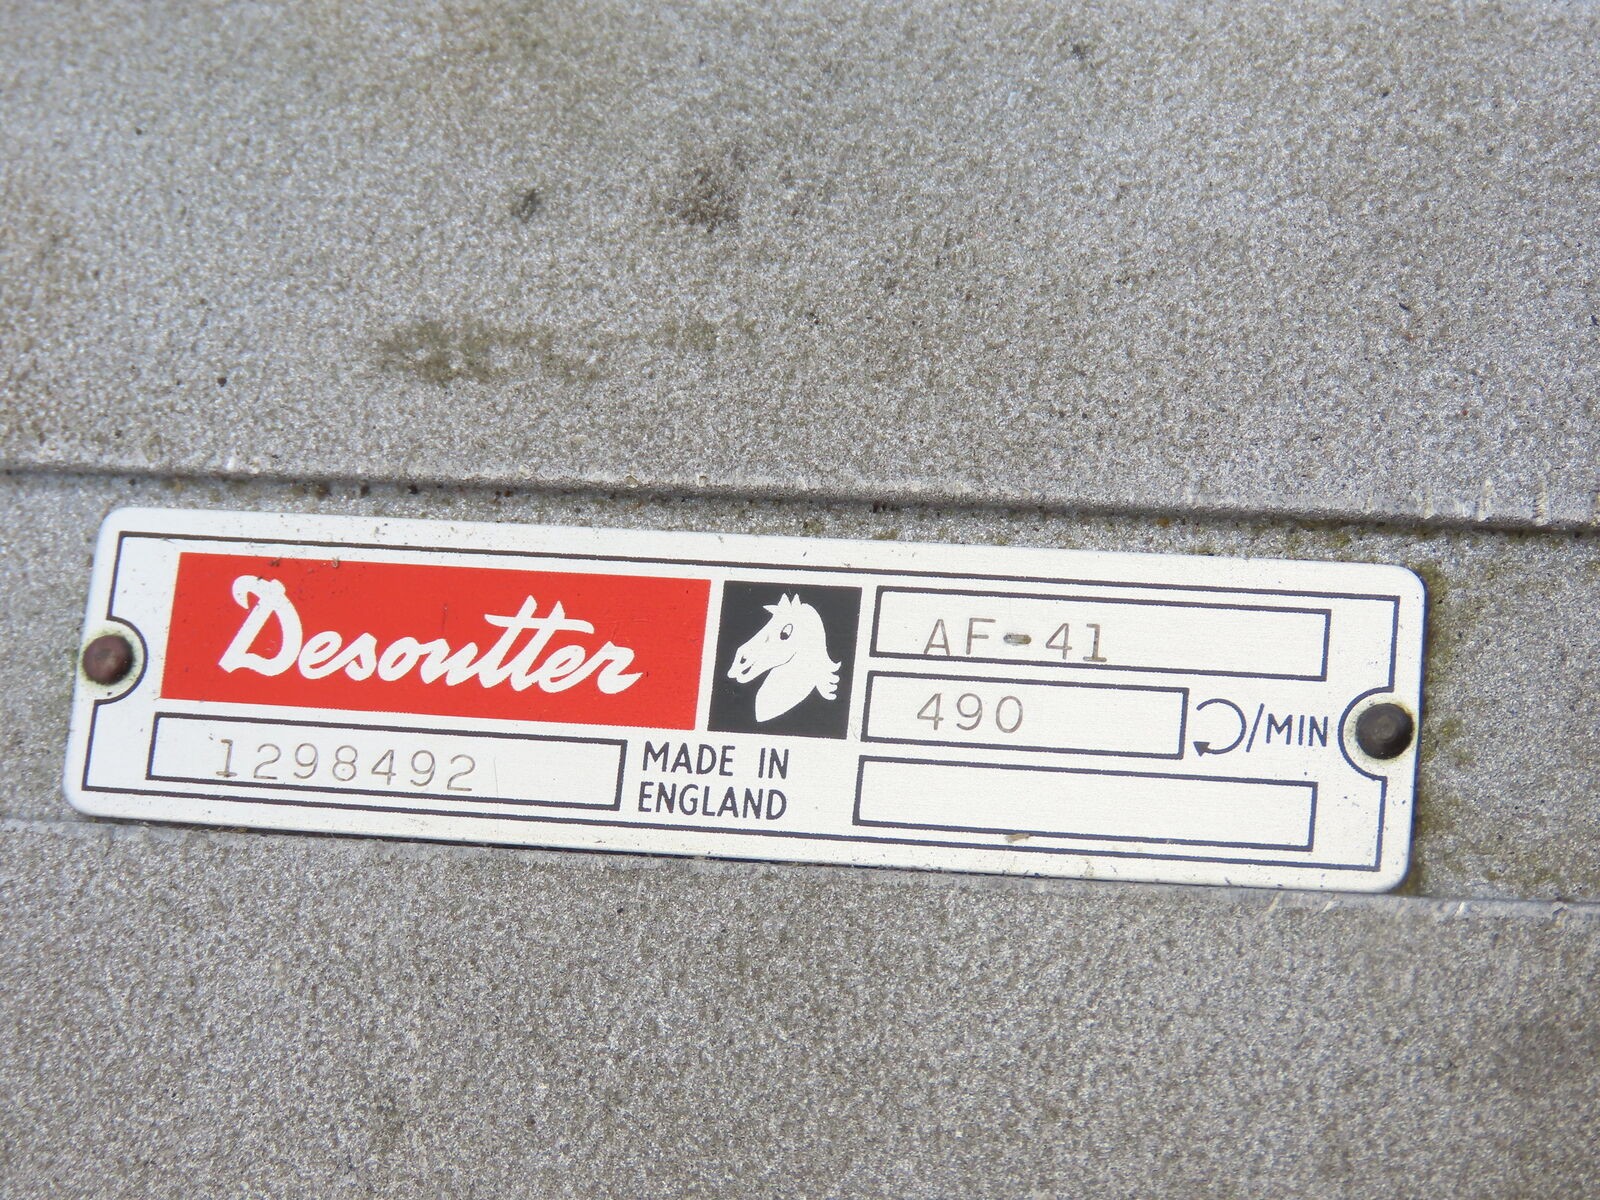 Desoutter
AF-41
490 /MIN
1298492
MADE IN
ENGLAND